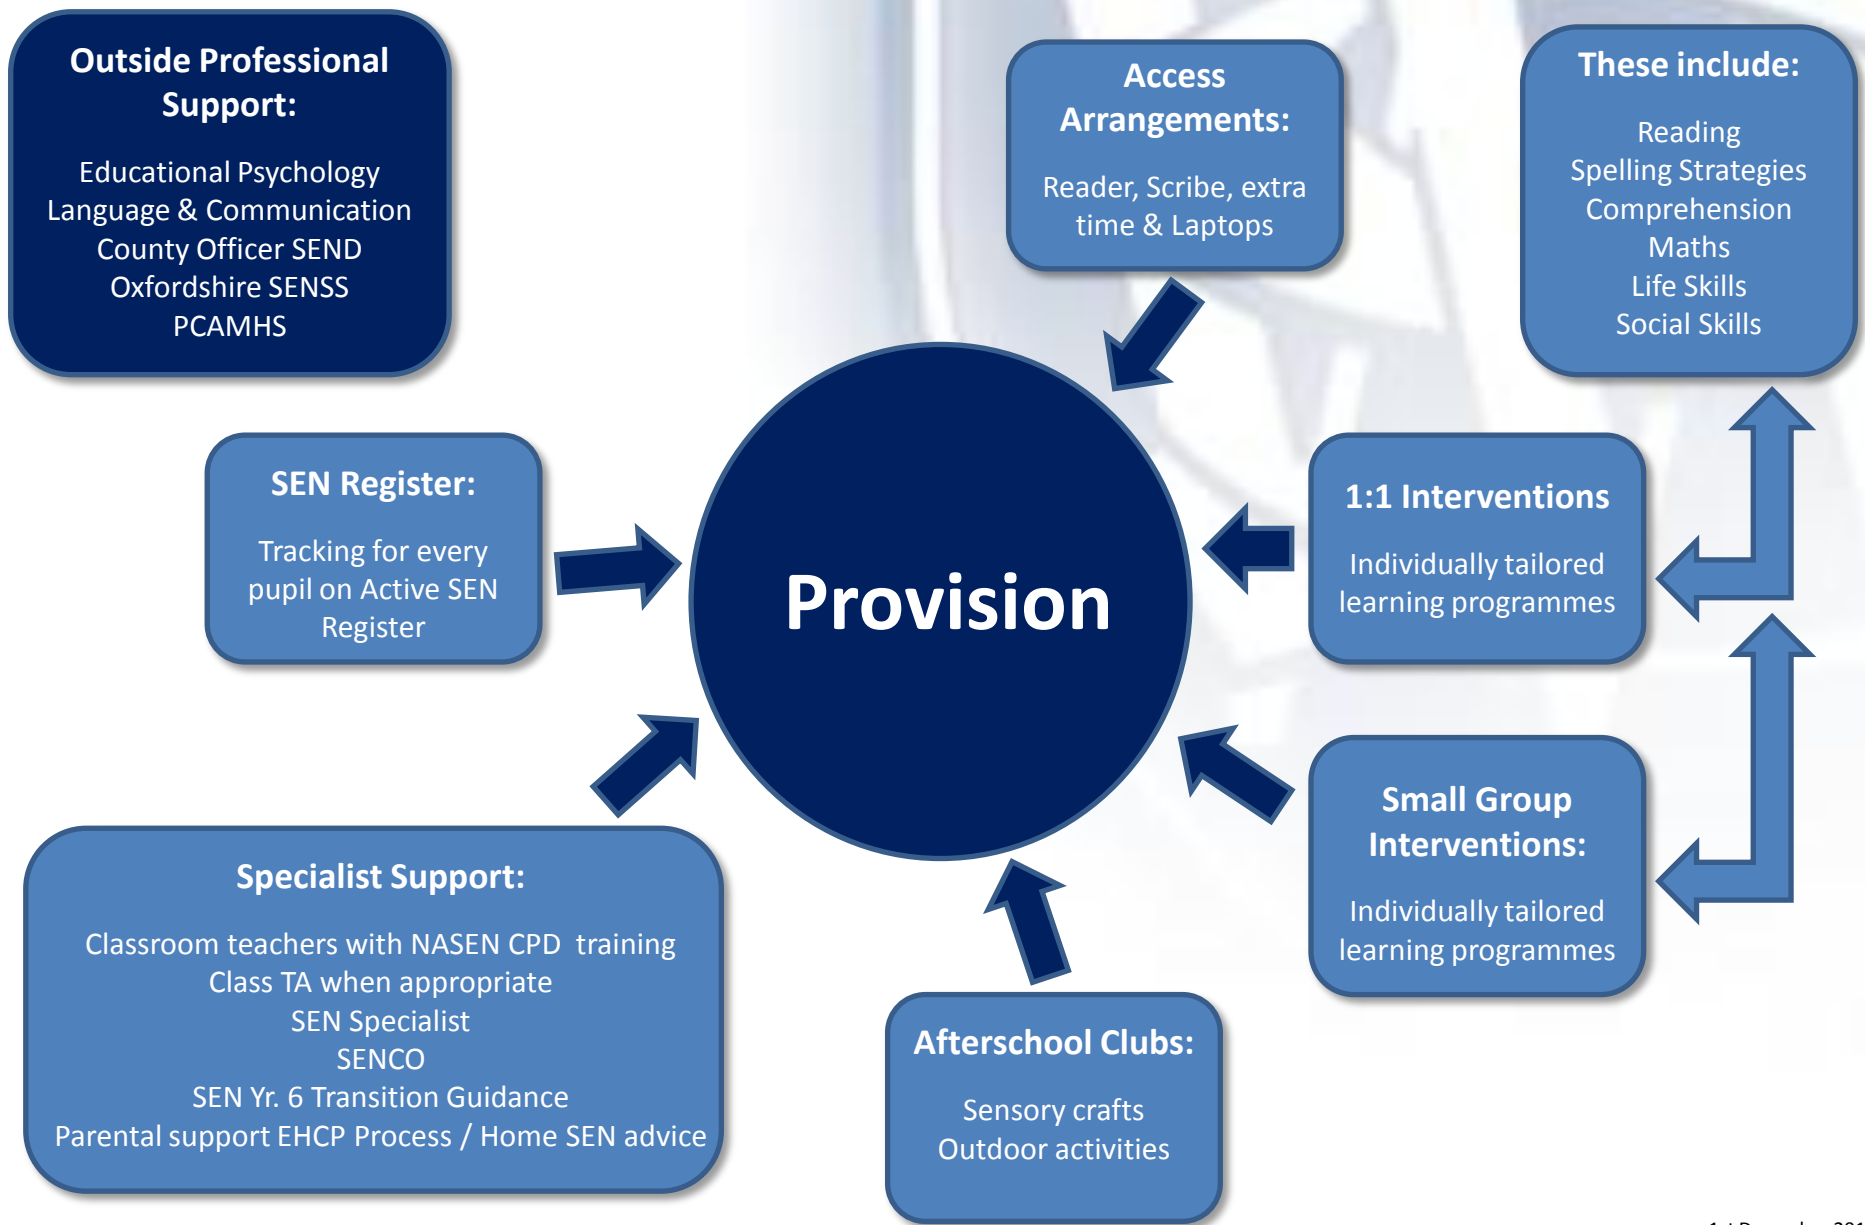 Outside Professional
Support:
Educational Psychology
Language & Communication
County Officer SEND
Oxfordshire SENSS
PCAMHS
Access
Arrangements:
Reader, Scribe, extra
time & Laptops
These include:
Reading
Spelling Strategies
Comprehension
Maths
Life Skills
Social Skills
SEN Register:
Tracking for every
pupil on Active SEN
Register
Provision
1:1 Interventions
Individually tailored
learning programmes
Small Group
Interventions:
Individually tailored
learning programmes
Specialist Support:
Classroom teachers with NASEN CPD training
Class TA when appropriate
SEN Specialist
SENCO
SEN Yr. 6 Transition Guidance
Parental support EHCP Process / Home SEN advice
Afterschool Clubs:
Sensory crafts
Outdoor activities